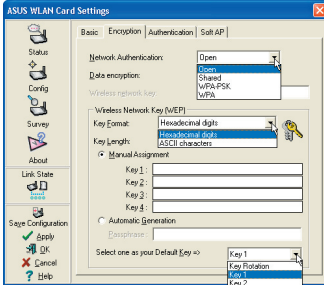 ASUS WLAN Card Settings
Status
Config
Survey
About
Link State
Save Configuration
Apply
OK
Cancel
Help
Basic Encryption Authentication Soft AP
Network Authentication: Open
Open
Shared
WPA-PSK
WPA
Data encryption:
Wireless network key
Wireless Network Key (WEP)
Key Format: Hexadecimal digits
Hexadecimal digits
ASCII characters
Key Length:
Manual Assignment
Key 1 :
Key 2 :
Key 3 :
Key 4 :
Automatic Generation
Passphrase :
Select one as your Default Key => Key 1
Key Rotation
Key 1
Key 2